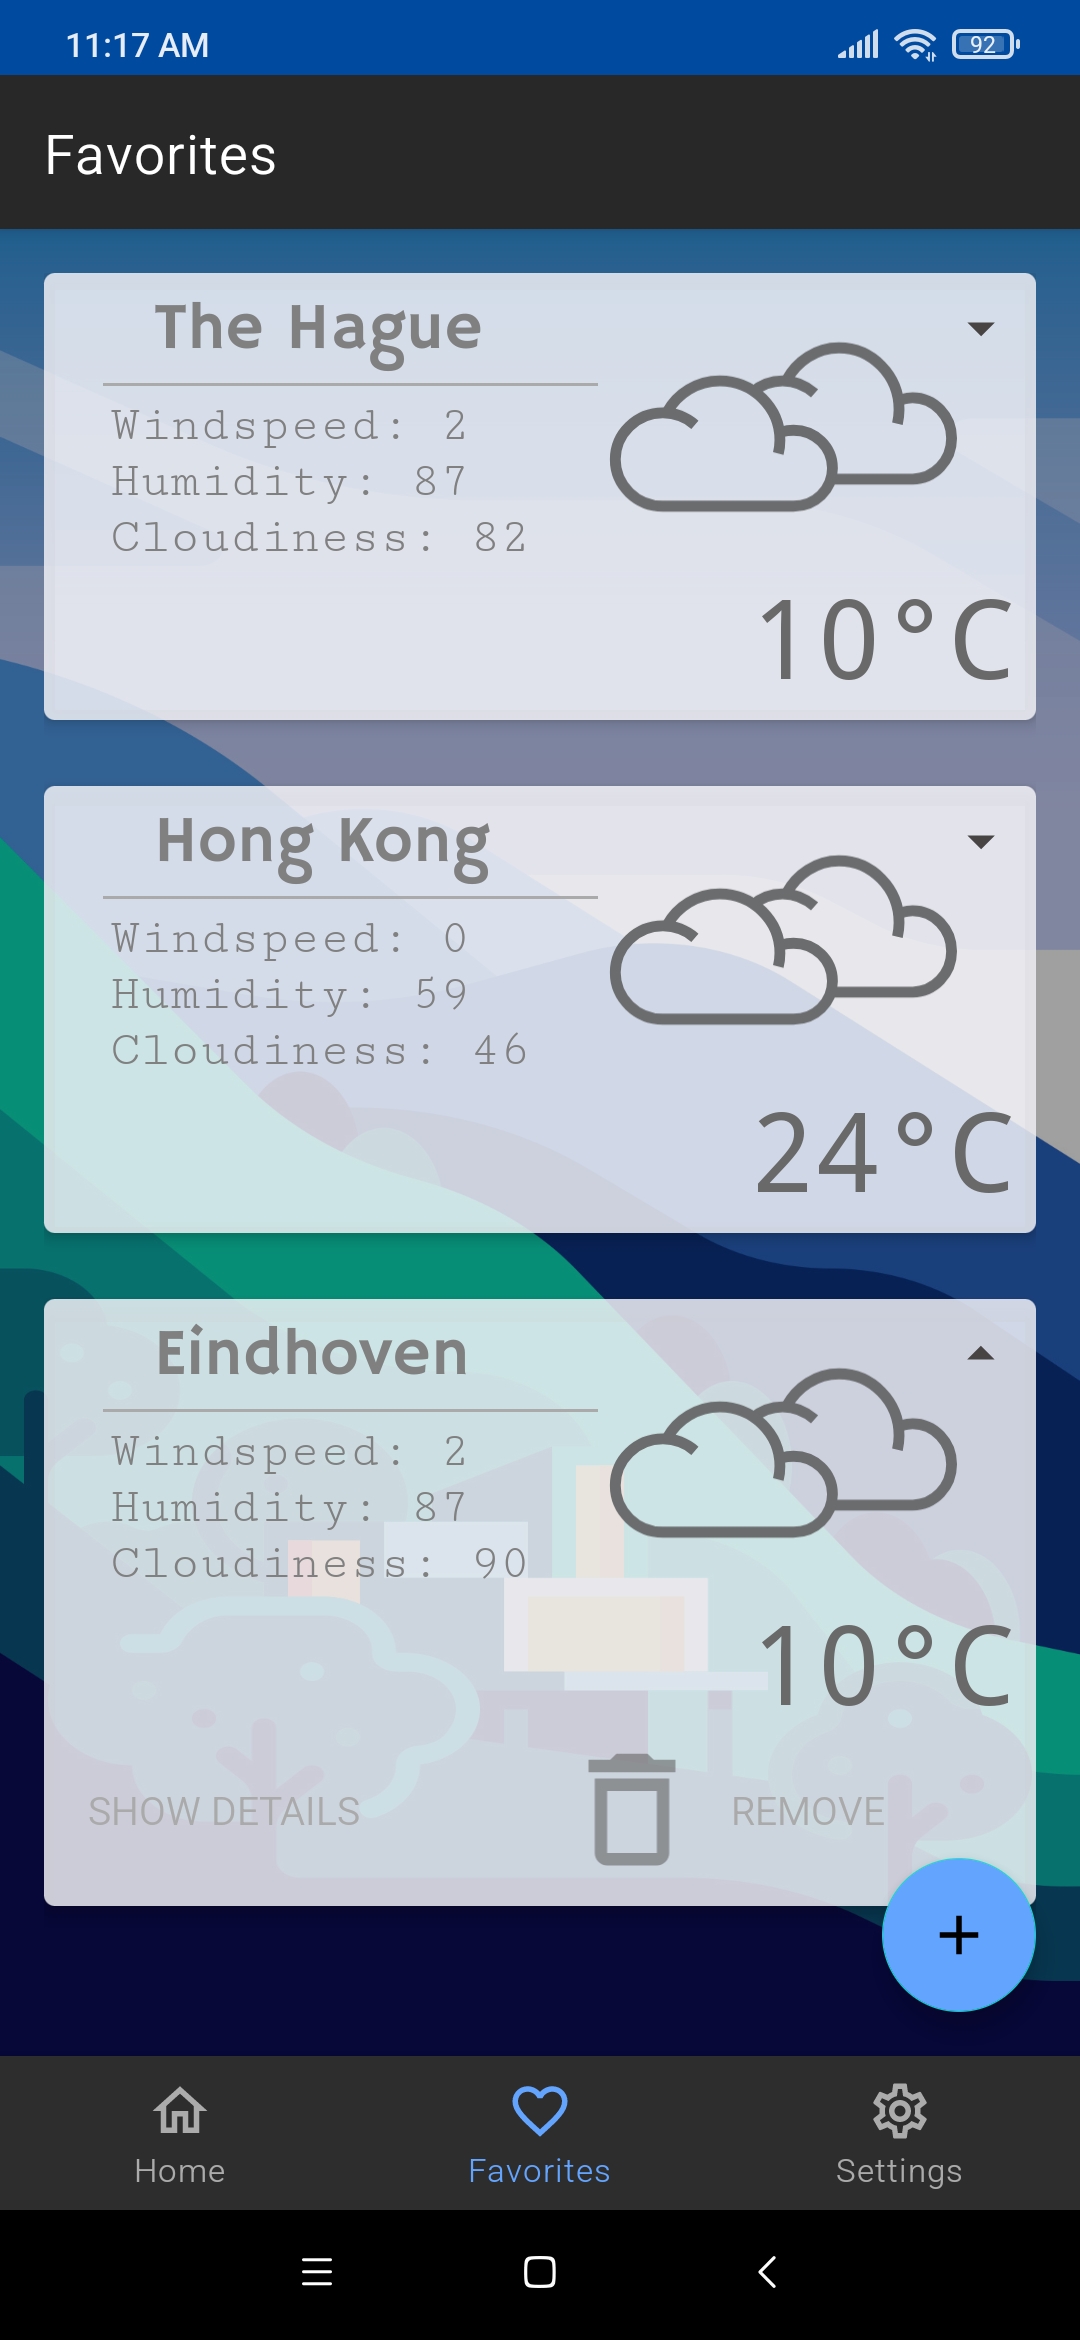 11:17 AM
92
Favorites
The Hague
Windspeed: 2
Humidity: 87
Cloudiness: 82
10°C
Hong Kong
Windspeed: 0
Humidity: 59
Cloudiness: 46
24°C
Eindhoven
Windspeed: 2
Humidity: 87
Cloudiness: 90
10°C
SHOW DETAILS
REMOVE
Home
Favorites
Settings